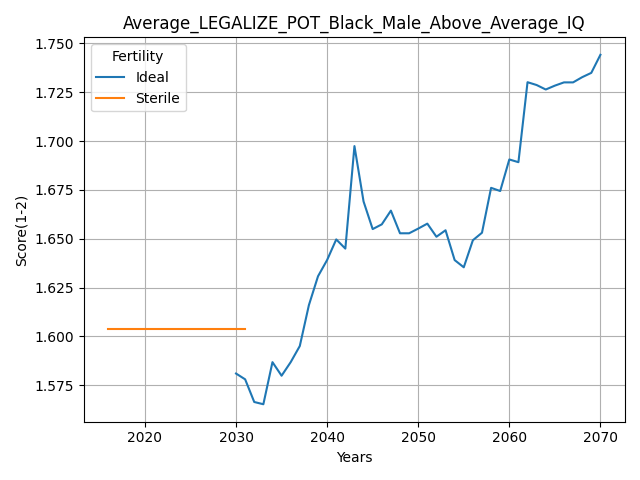 Average_LEGALIZE_POT_Black_Male_Above_Average_IQ
Fertility
Ideal
Sterile
Score(1-2)
1.750
1.725
1.700
1.675
1.650
1.625
1.600
1.575
2020 2030 2040 2050 2060 2070
Years